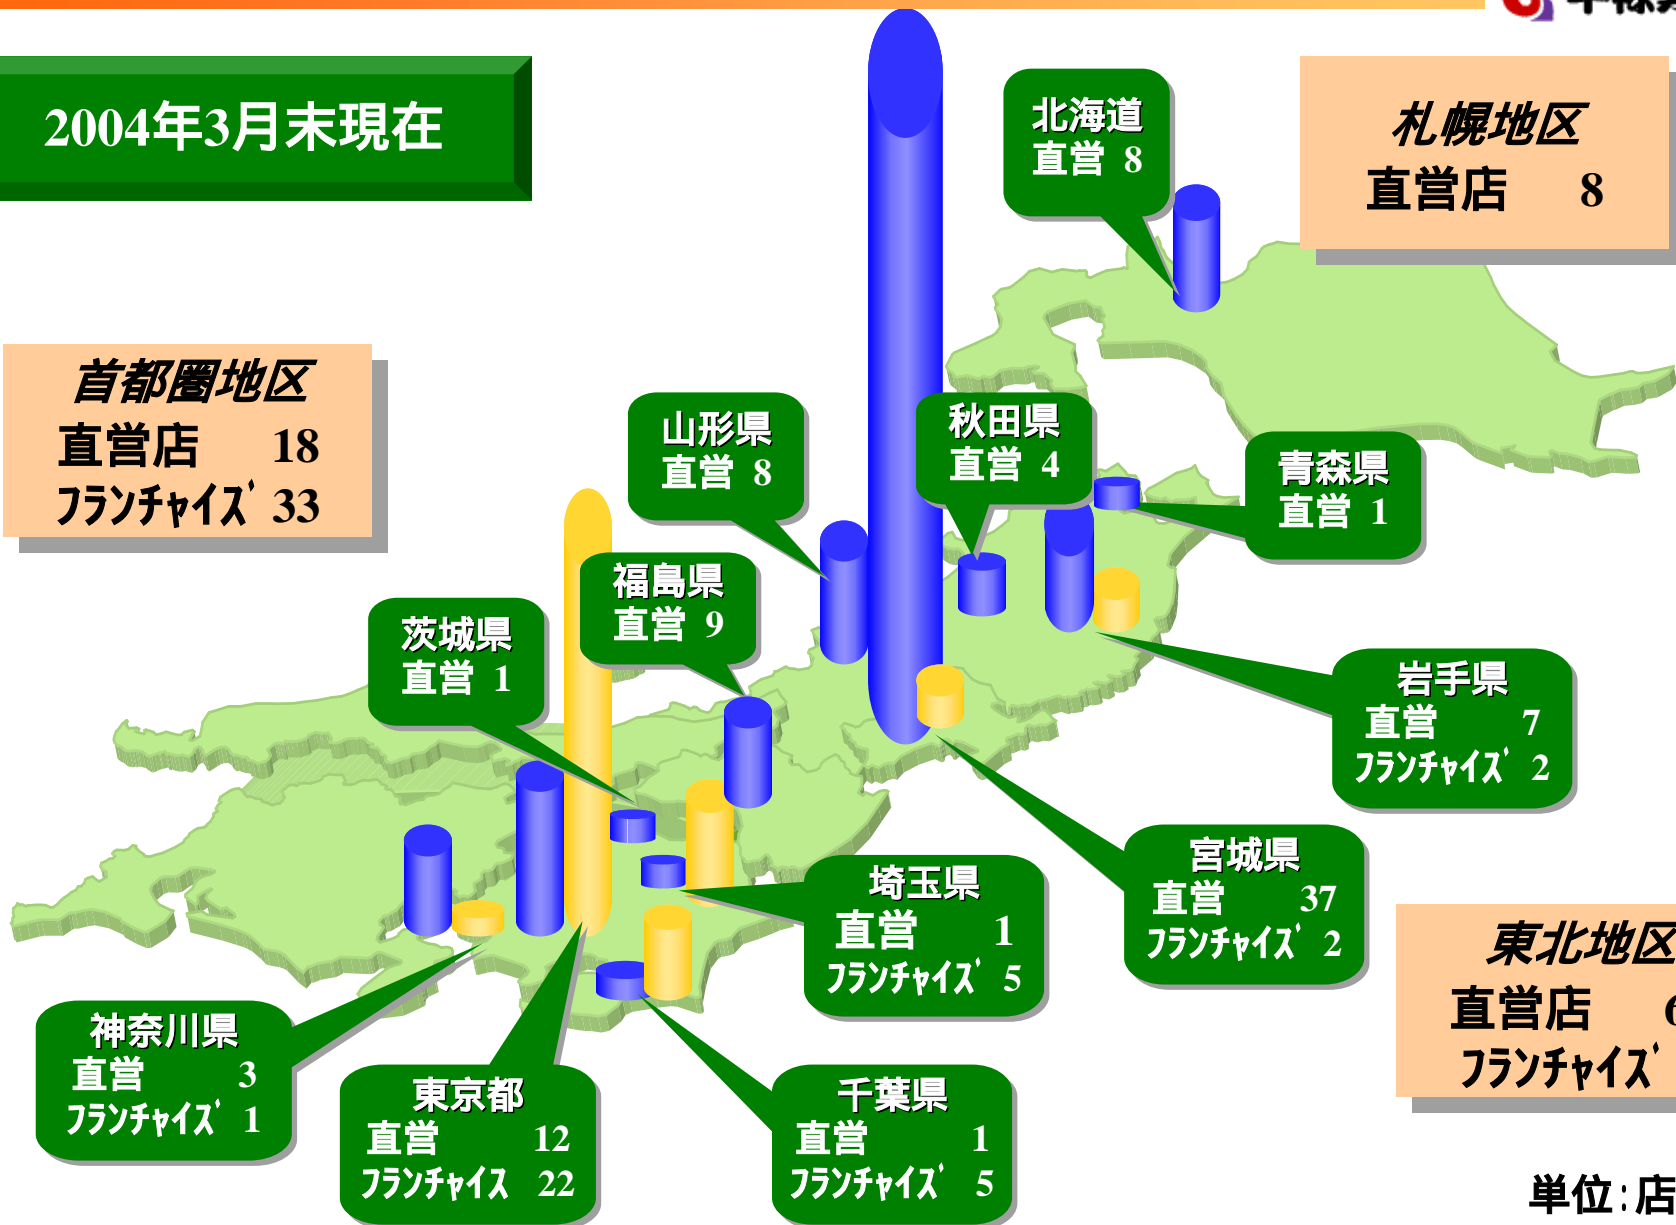 2004年3月末現在
北海道
直営 8
札幌地区
直営店 8
首都圏地区
直営店 18
フランチャイズ 33
山形県
直営 8
秋田県
直営 4
青森県
直営 1
福島県
直営 9
茨城県
直営 1
岩手県
直営 7
フランチャイズ 2
宮城県
直営 37
フランチャイズ 2
埼玉県
直営 1
フランチャイズ 5
東北地区
直営店
フランチャイズ
神奈川県
直営 3
フランチャイズ 1
東京都
直営 12
フランチャイズ 22
千葉県
直営 1
フランチャイズ 5
単位:店